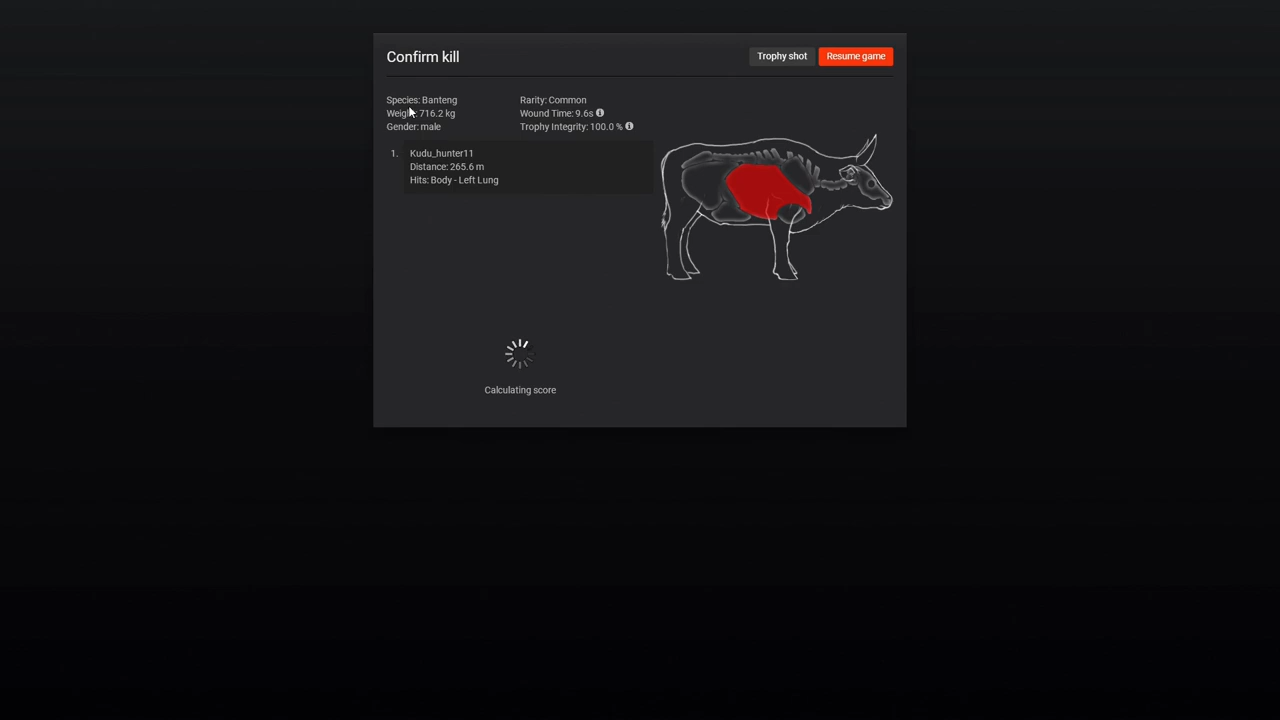 Confirm kill
Trophy shot
Resume game
Species: Banteng
Weight: 716.2 kg
Gender: male
Rarity: Common
Wound Time: 9.6s
Trophy Integrity: 100.0 %
1. Kudu_hunter11
Distance: 265.6 m
Hits: Body - Left Lung
Calculating score